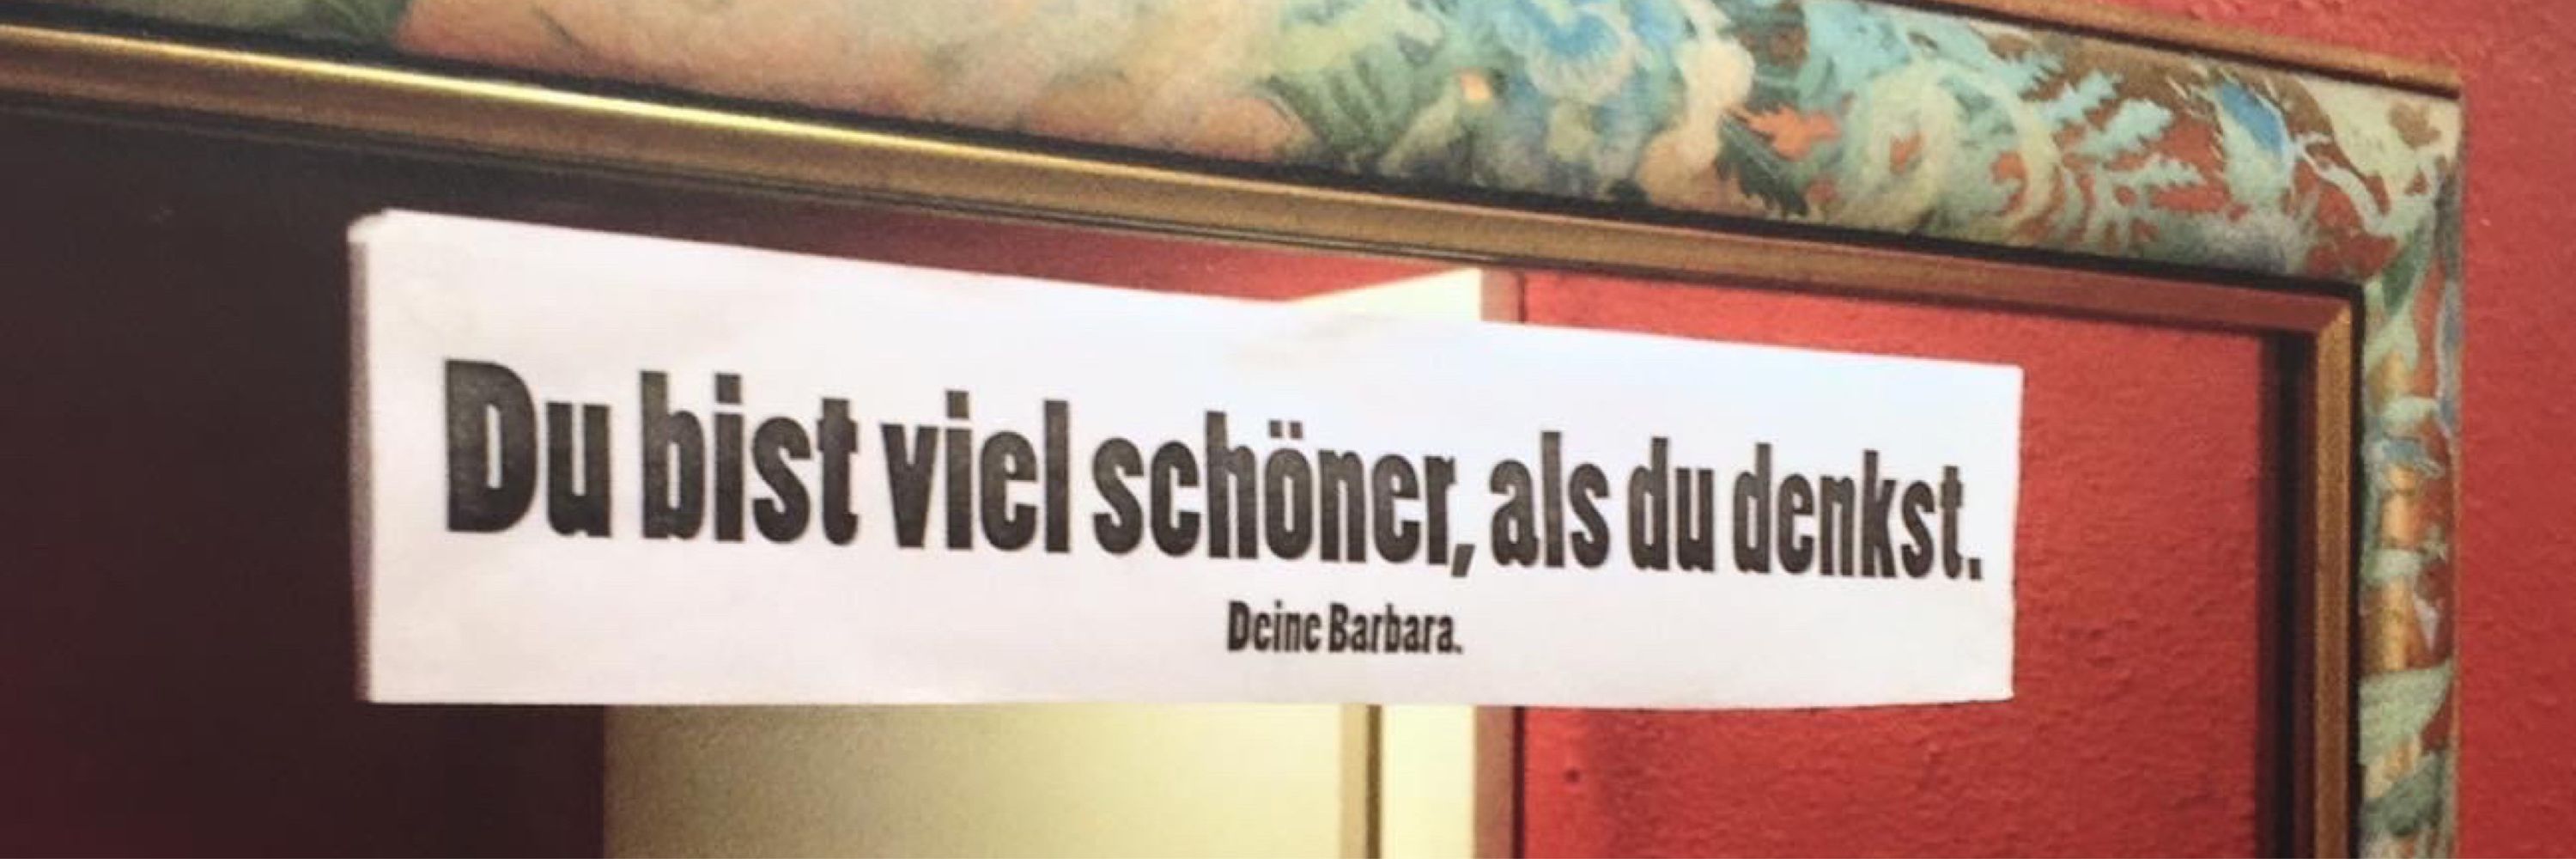 Du bist viel schöner, als du denkst.
Deine Barbara.